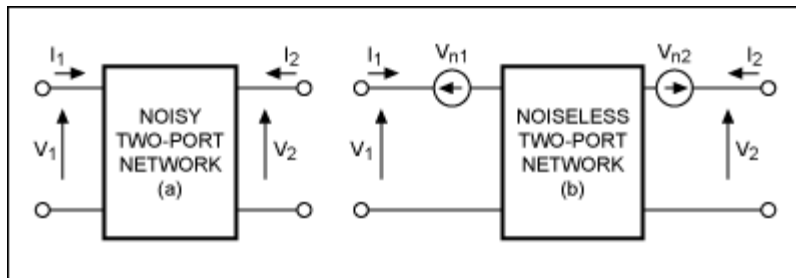 I1
I2
V1
V2
NOISY
TWO-PORT
NETWORK
(a)
I1
Vn1
Vn2
I2
V1
V2
NOISELESS
TWO-PORT
NETWORK
(b)